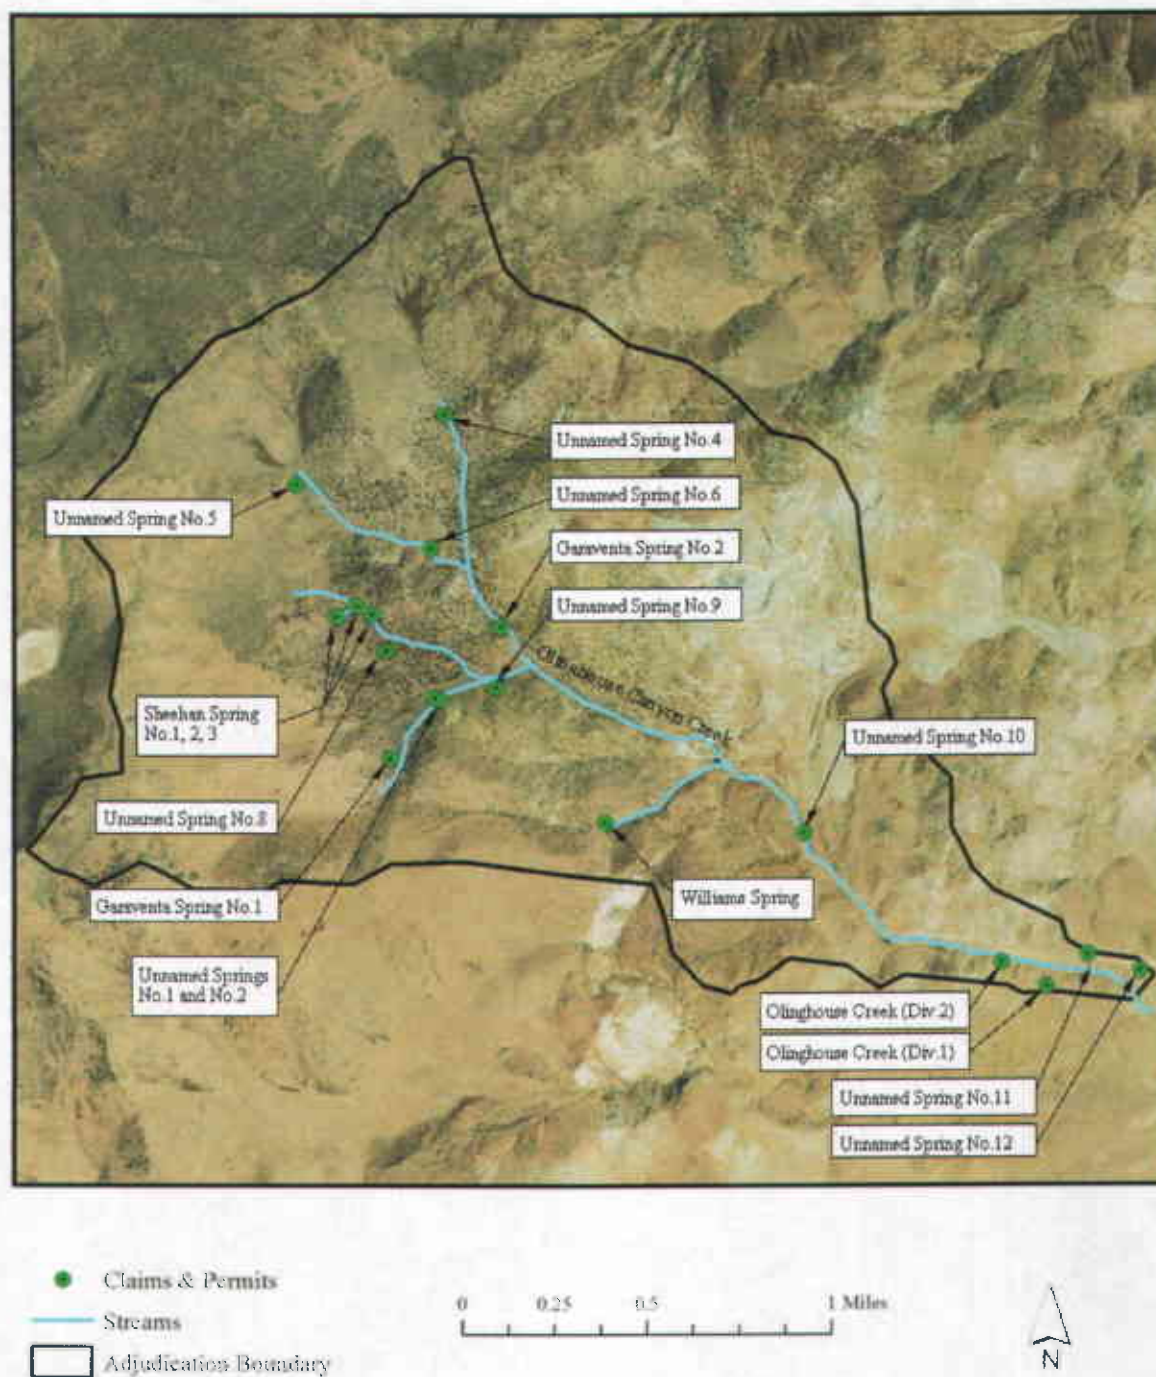 Unnamed Spring No.4
Unnamed Spring No.6
Unnamed Spring No.5
Garaventa Spring No.2
Unnamed Spring No.9
Olinghouse Canyon Creek
Sheehan Spring
No.1, 2, 3
Unnamed Spring No.10
Unnamed Spring No.8
Williams Spring
Garaventa Spring No.1
Unnamed Springs
No.1 and No.2
Olinghouse Creek (Div.2)
Olinghouse Creek (Div.1)
Unnamed Spring No.11
Unnamed Spring No.12
Claims & Permits
Streams
Adjudication Boundary
0 0.25 0.5 1 Miles
N